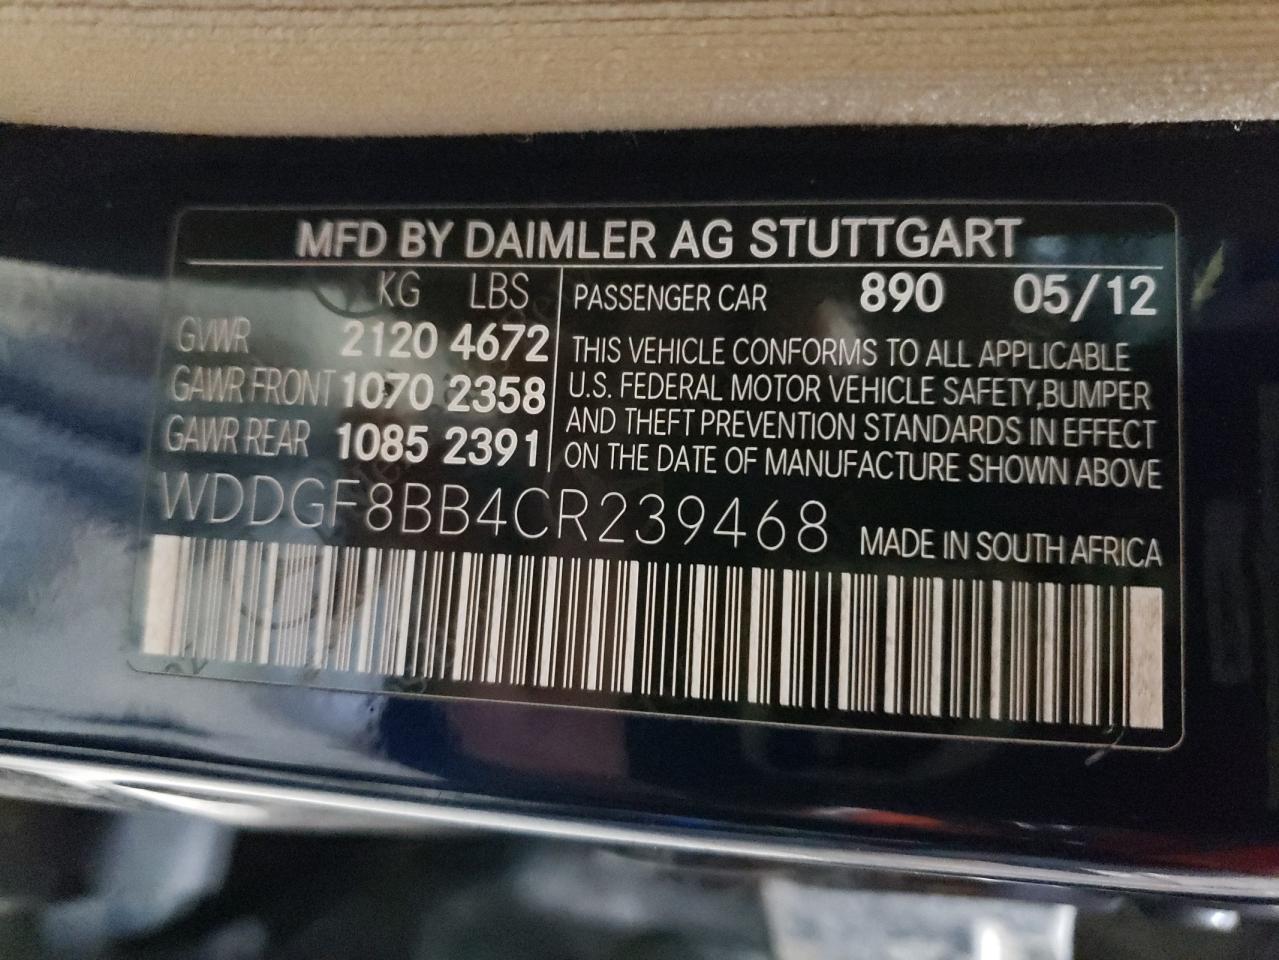 MFD BY DAIMLER AG STUTTGART
KG LBS
GVWR 2120 4672
GAWR FRONT 1070 2358
GAWR REAR 1085 2391
PASSENGER CAR 890 05/12
THIS VEHICLE CONFORMS TO ALL APPLICABLE
U.S. FEDERAL MOTOR VEHICLE SAFETY,BUMPER
AND THEFT PREVENTION STANDARDS IN EFFECT
ON THE DATE OF MANUFACTURE SHOWN ABOVE
WDDGF8BB4CR239468
MADE IN SOUTH AFRICA